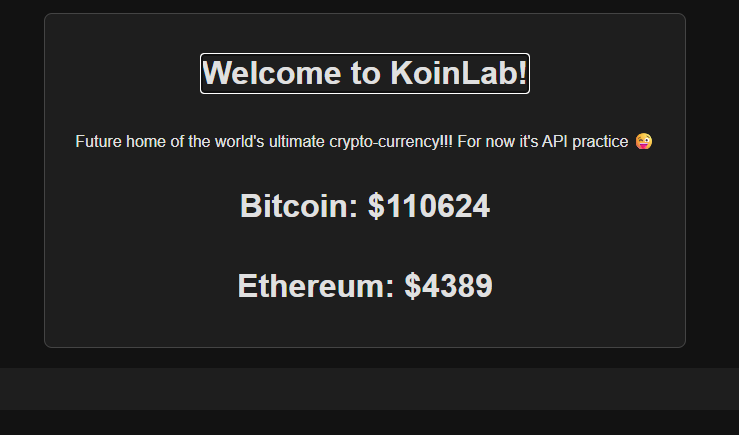 Welcome to KoinLab!
Future home of the world's ultimate crypto-currency!!! For now it's API practice 😜
Bitcoin: $110624
Ethereum: $4389